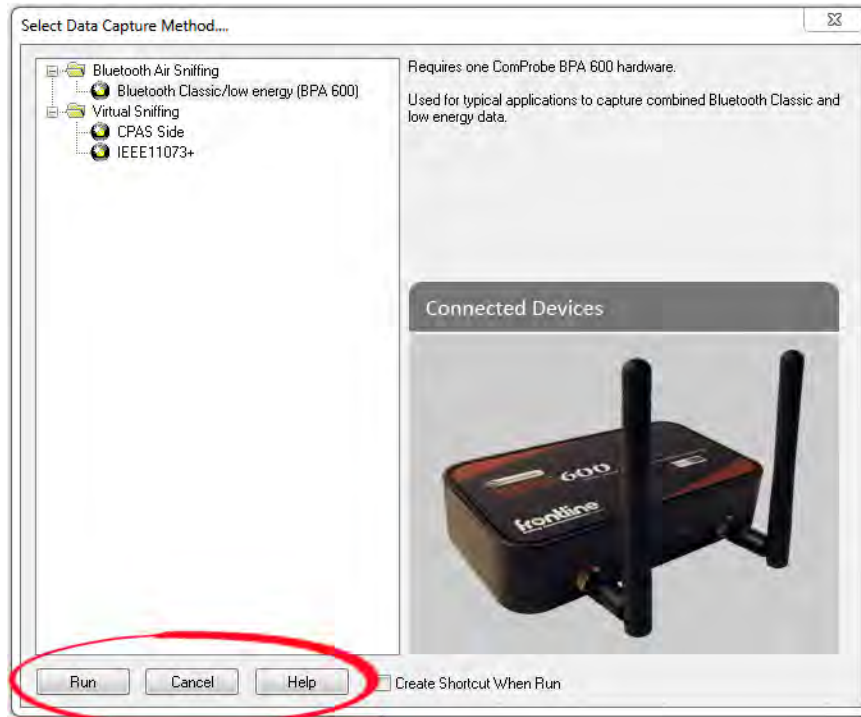 Select Data Capture Method....
Bluetooth Air Sniffing
Bluetooth Classic/low energy (BPA 600)
Virtual Sniffing
CPAS Side
IEEE11073+
Requires one ComProbe BPA 600 hardware.
Used for typical applications to capture combined Bluetooth Classic and
low energy data.
Connected Devices
600
frontline
Run
Cancel
Help
Create Shortcut When Run